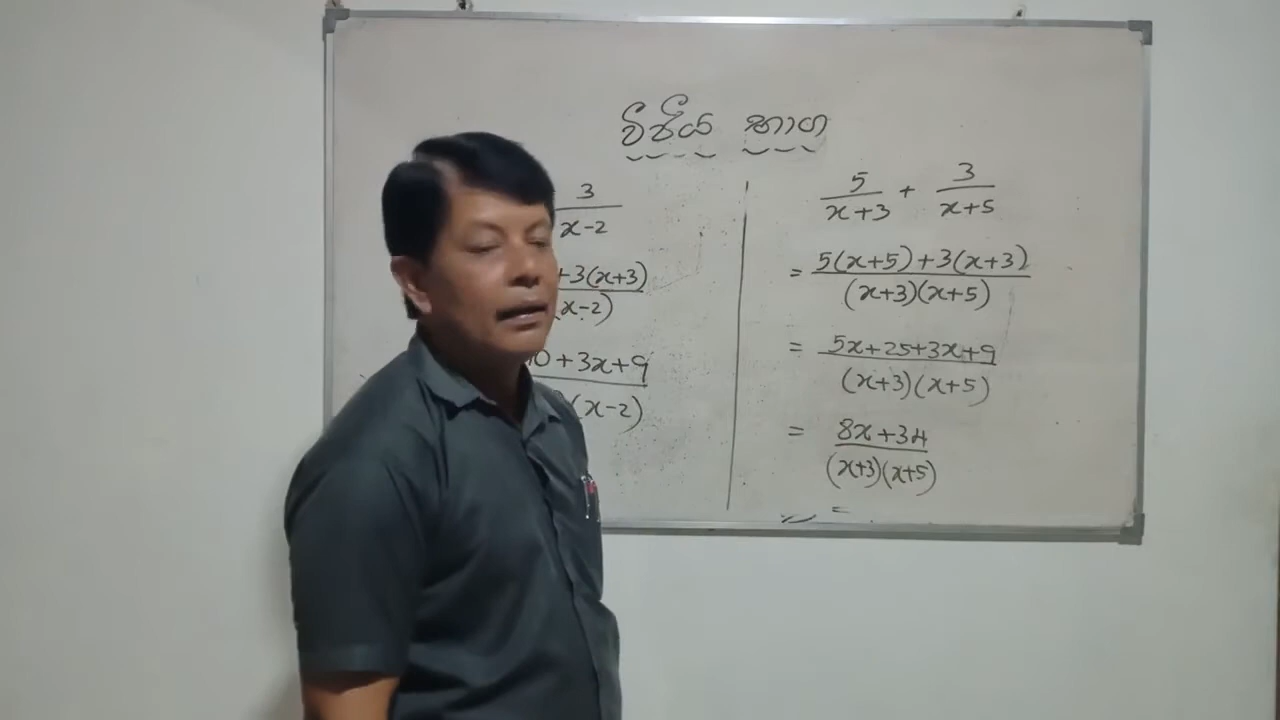 වීජීය භාග
3
x-2
+3(x+3)
(x-2)
10+3x+9
(x-2)
5/(x+3) + 3/(x+5)
= 5(x+5)+3(x+3)
(x+3)(x+5)
= 5x+25+3x+9
(x+3)(x+5)
= 8x+34
(x+3)(x+5)